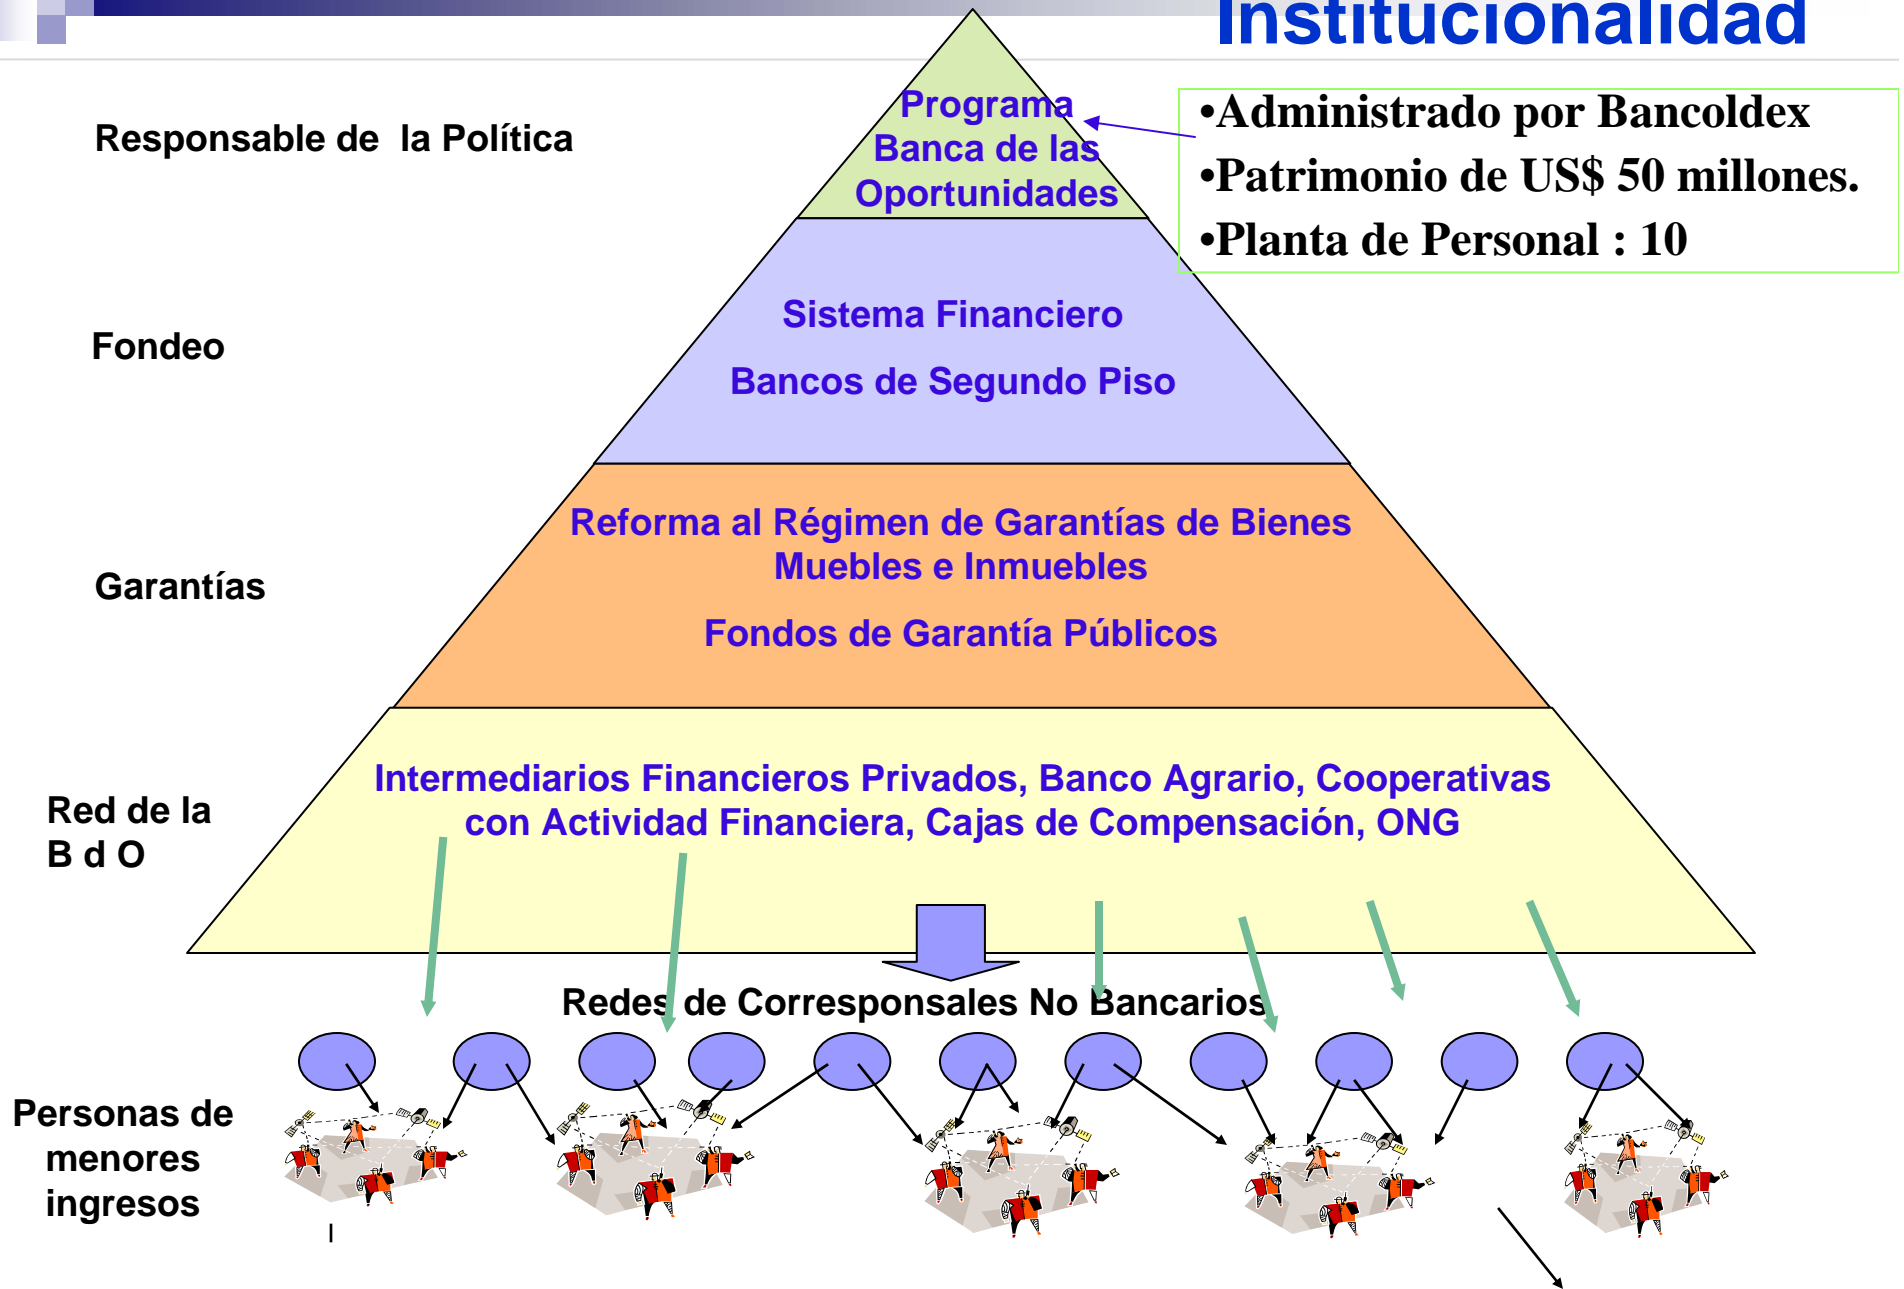 Institucionalidad
Responsable de la Política
Programa
Banca de las
Oportunidades
•Administrado por Bancoldex
•Patrimonio de US$ 50 millones.
•Planta de Personal : 10
Fondeo
Sistema Financiero
Bancos de Segundo Piso
Garantías
Reforma al Régimen de Garantías de Bienes
Muebles e Inmuebles
Fondos de Garantía Públicos
Red de la
B d O
Intermediarios Financieros Privados, Banco Agrario, Cooperativas
con Actividad Financiera, Cajas de Compensación, ONG
Redes de Corresponsales No Bancarios
Personas de
menores
ingresos